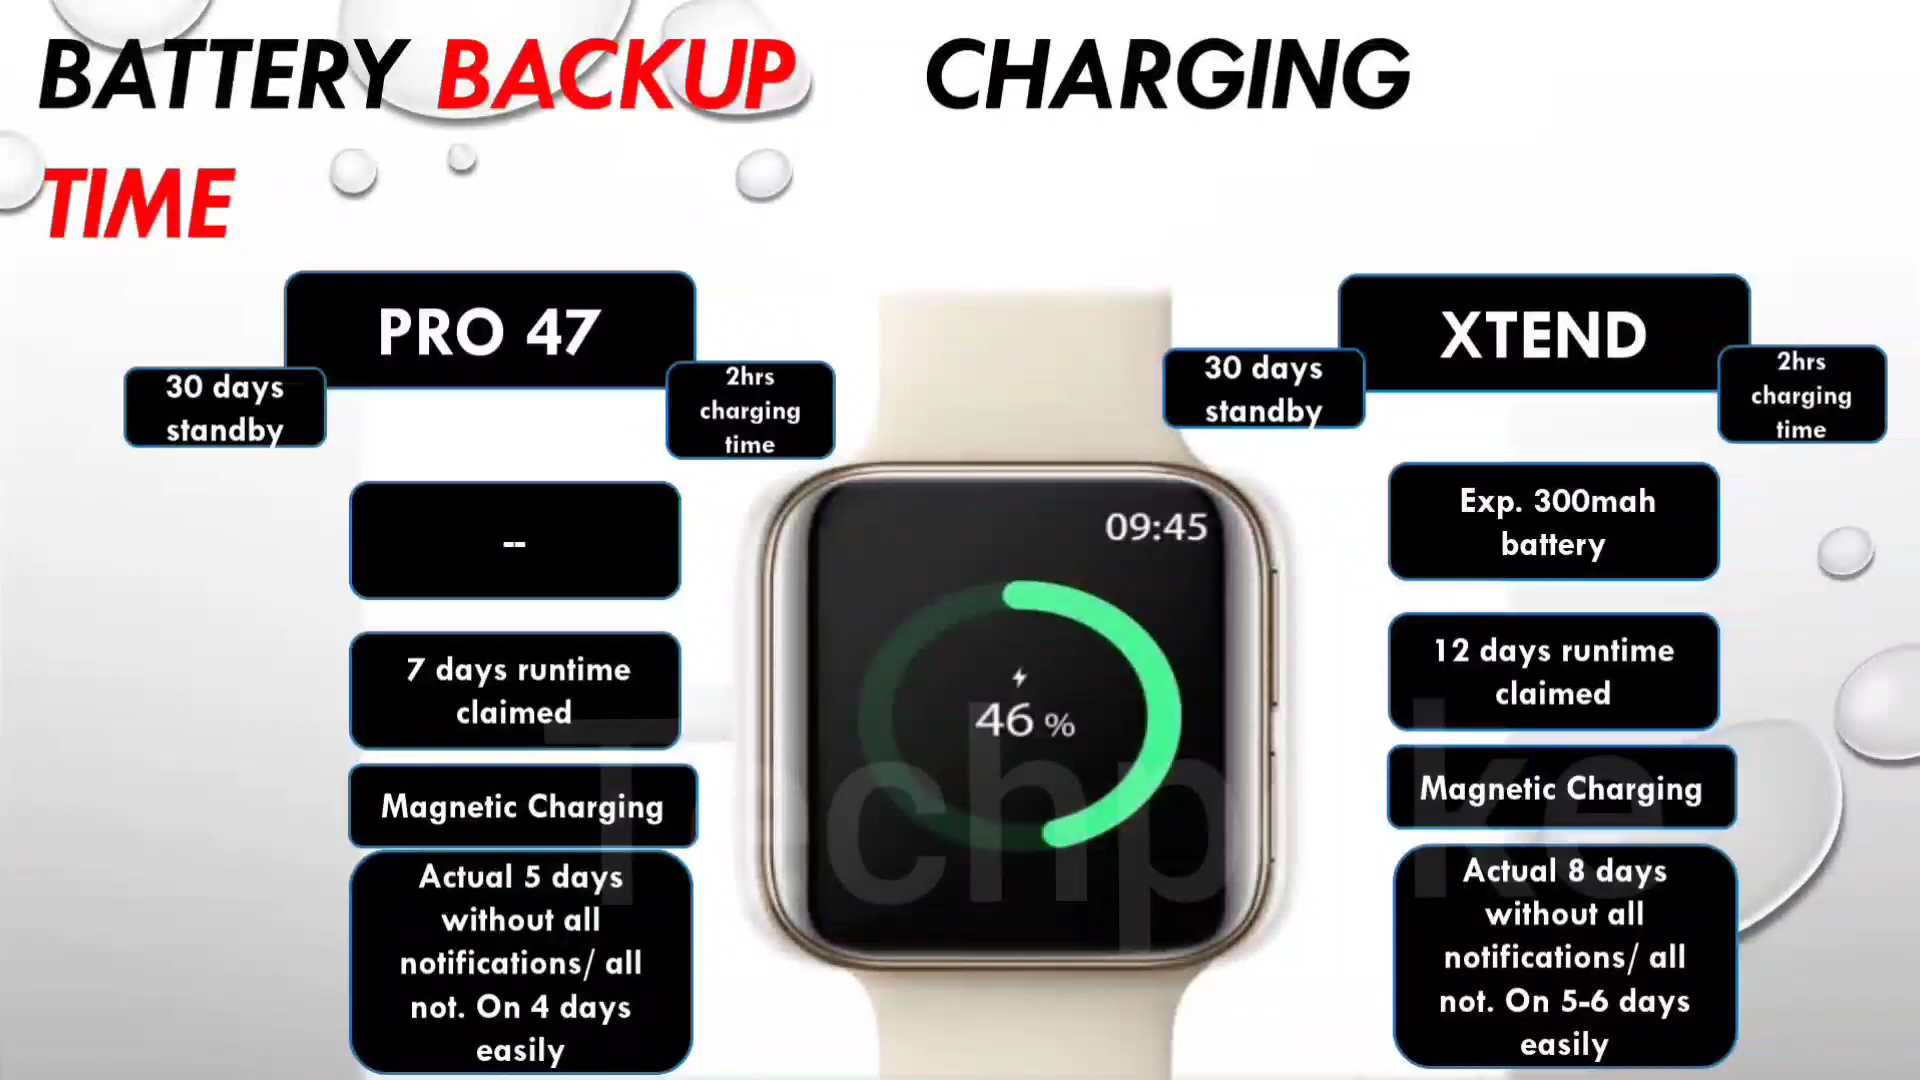 BATTERY BACKUP CHARGING
TIME
PRO 47
30 days
standby
2hrs
charging
time
--
7 days runtime
claimed
Magnetic Charging
Actual 5 days
without all
notifications/ all
not. On 4 days
easily
09:45
46 %
XTEND
30 days
standby
2hrs
charging
time
Exp. 300mah
battery
12 days runtime
claimed
Magnetic Charging
Actual 8 days
without all
notifications/ all
not. On 5-6 days
easily